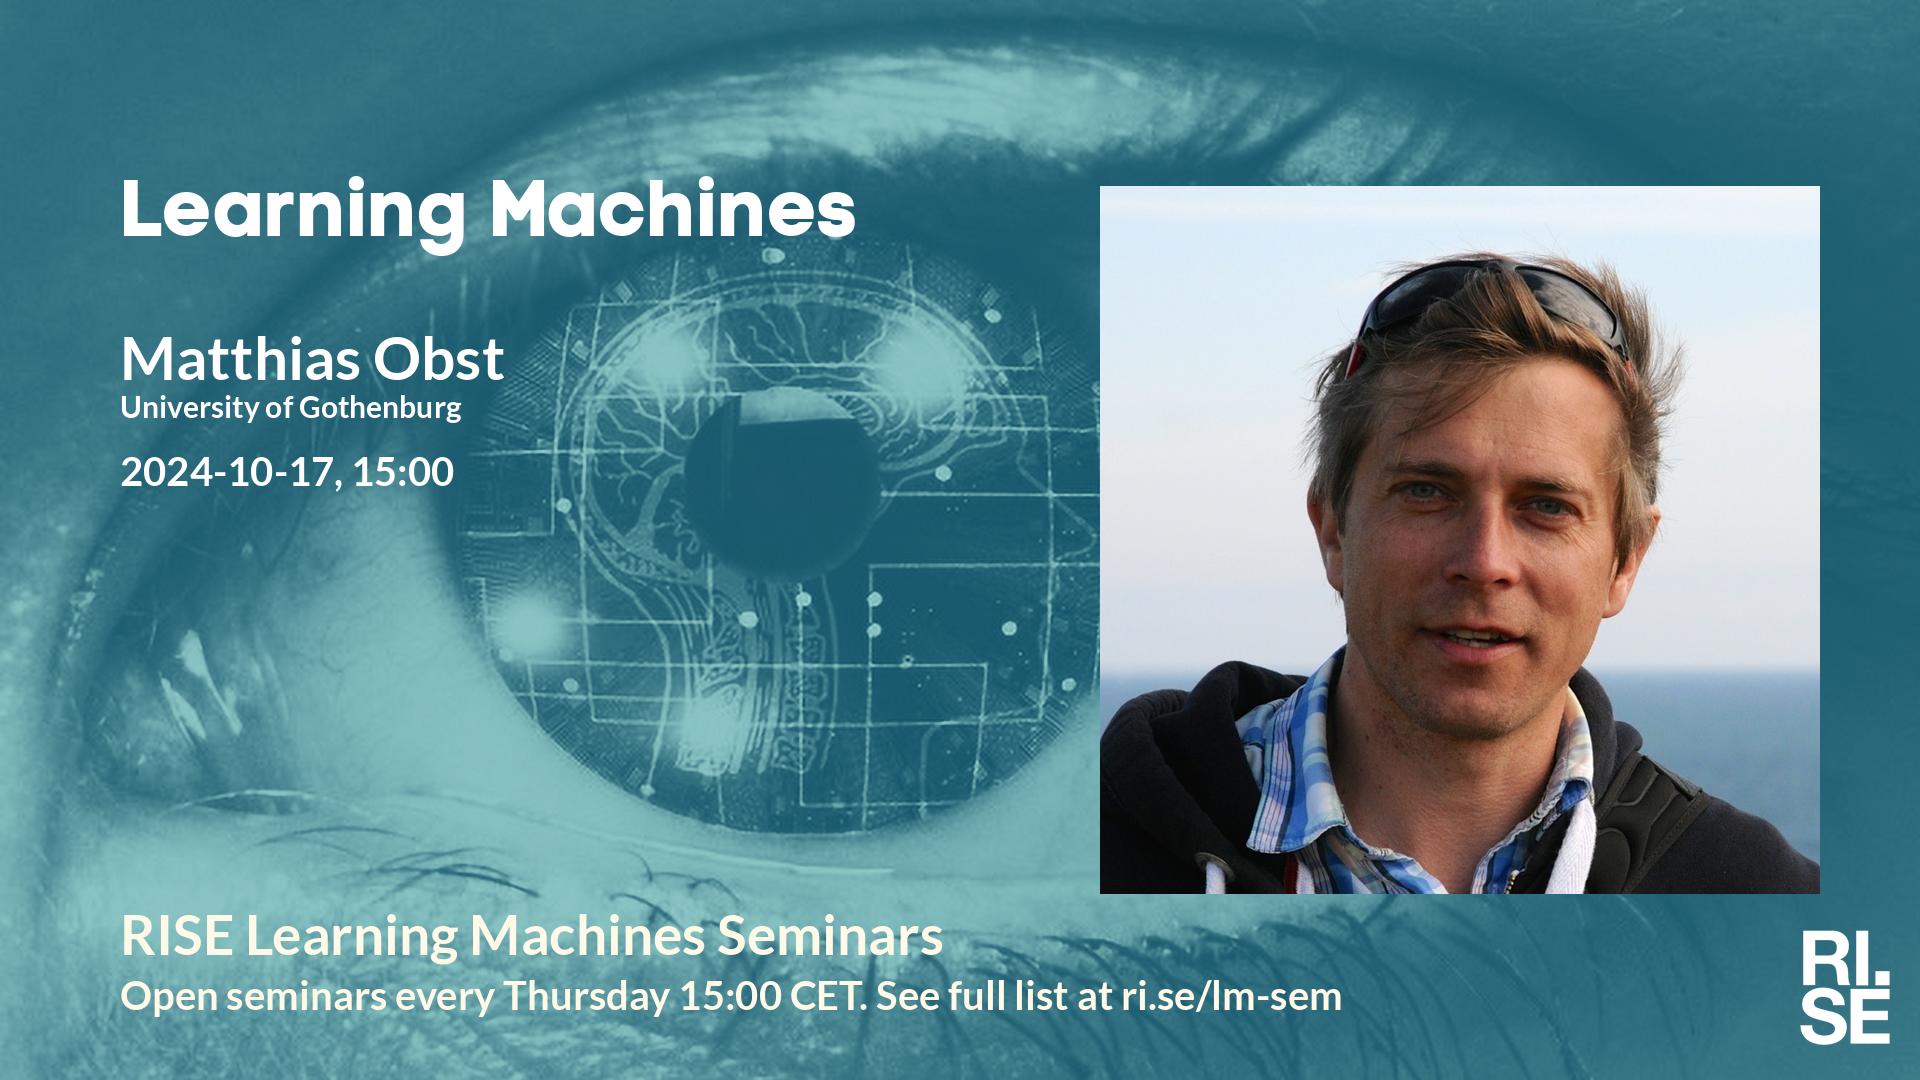 Learning Machines
Matthias Obst
University of Gothenburg
2024-10-17, 15:00
RISE Learning Machines Seminars
Open seminars every Thursday 15:00 CET. See full list at ri.se/lm-sem
RI.
SE